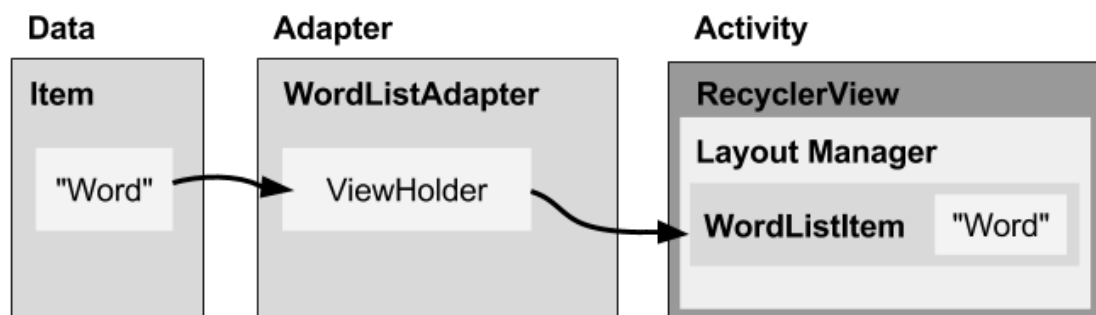 Data
Adapter
Activity
Item
WordListAdapter
RecyclerView
"Word"
ViewHolder
Layout Manager
WordListItem
"Word"